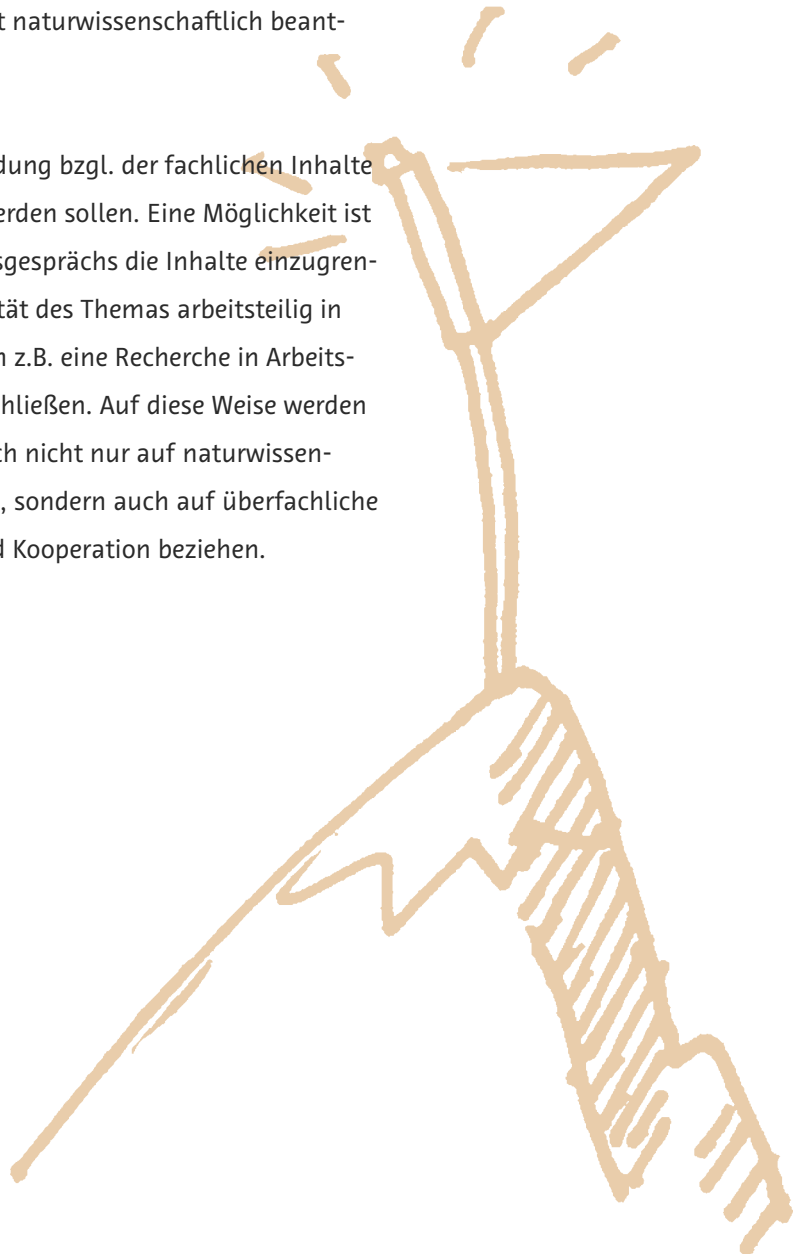 t naturwissenschaftlich beant-
dung bzgl. der fachlichen Inhalte
erden sollen. Eine Möglichkeit ist
sgesprächs die Inhalte einzugren-
tät des Themas arbeitsteilig in
n z.B. eine Recherche in Arbeits-
hließen. Auf diese Weise werden
ch nicht nur auf naturwissen-
, sondern auch auf überfachliche
d Kooperation beziehen.